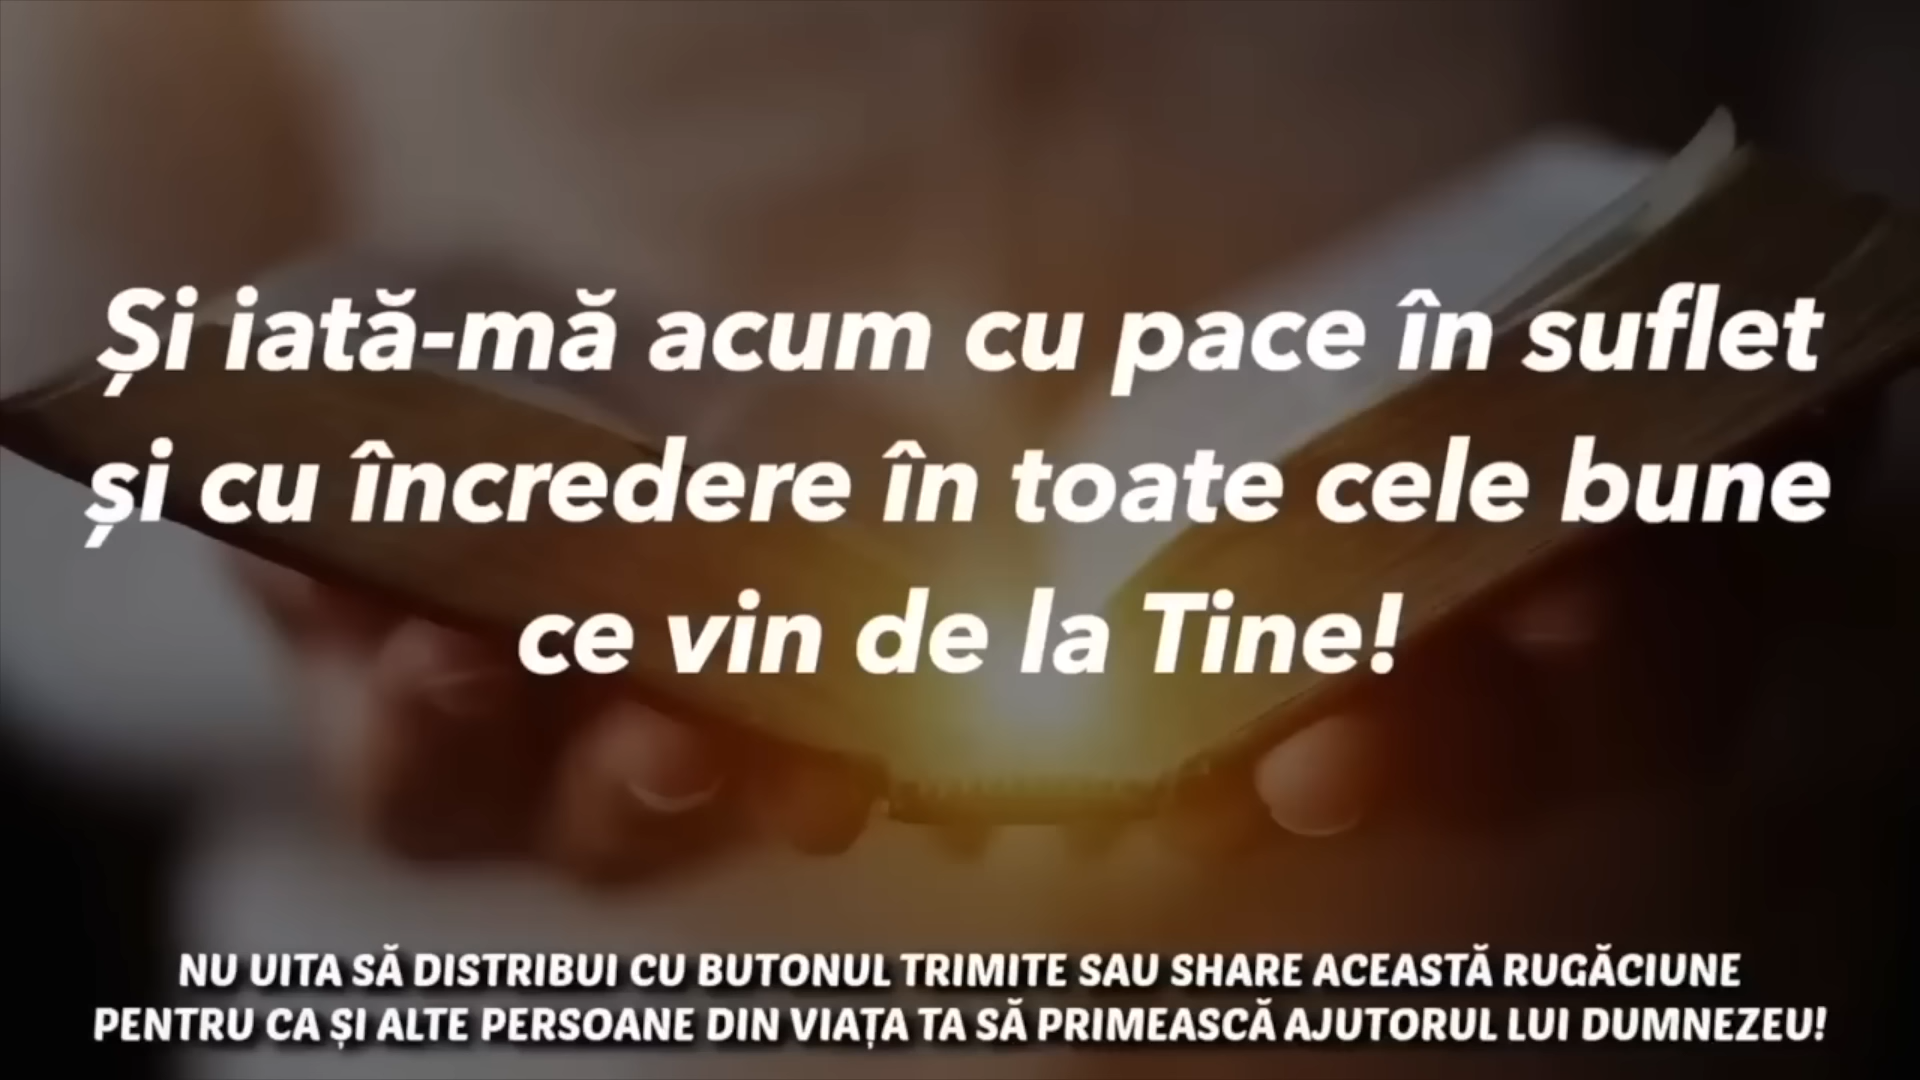 Și iată-mă acum cu pace în suflet
și cu încredere în toate cele bune
ce vin de la Tine!
NU UITA SĂ DISTRIBUI CU BUTONUL TRIMITE SAU SHARE ACEASTĂ RUGĂCIUNE
PENTRU CA ȘI ALTE PERSOANE DIN VIAȚA TA SĂ PRIMEASCĂ AJUTORUL LUI DUMNEZEU!